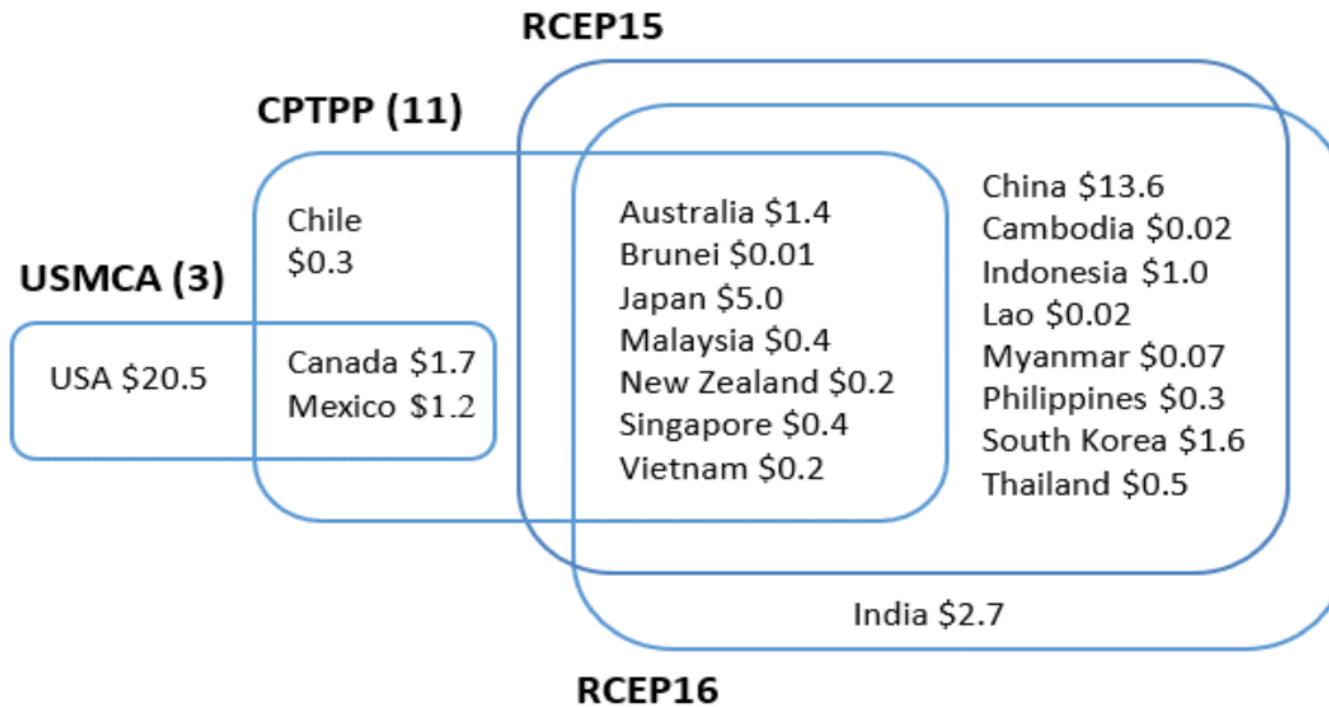 RCEP15
CPTPP (11)
USMCA (3)
USA $20.5
Chile
$0.3
Canada $1.7
Mexico $1.2
Australia $1.4
Brunei $0.01
Japan $5.0
Malaysia $0.4
New Zealand $0.2
Singapore $0.4
Vietnam $0.2
China $13.6
Cambodia $0.02
Indonesia $1.0
Lao $0.02
Myanmar $0.07
Philippines $0.3
South Korea $1.6
Thailand $0.5
India $2.7
RCEP16